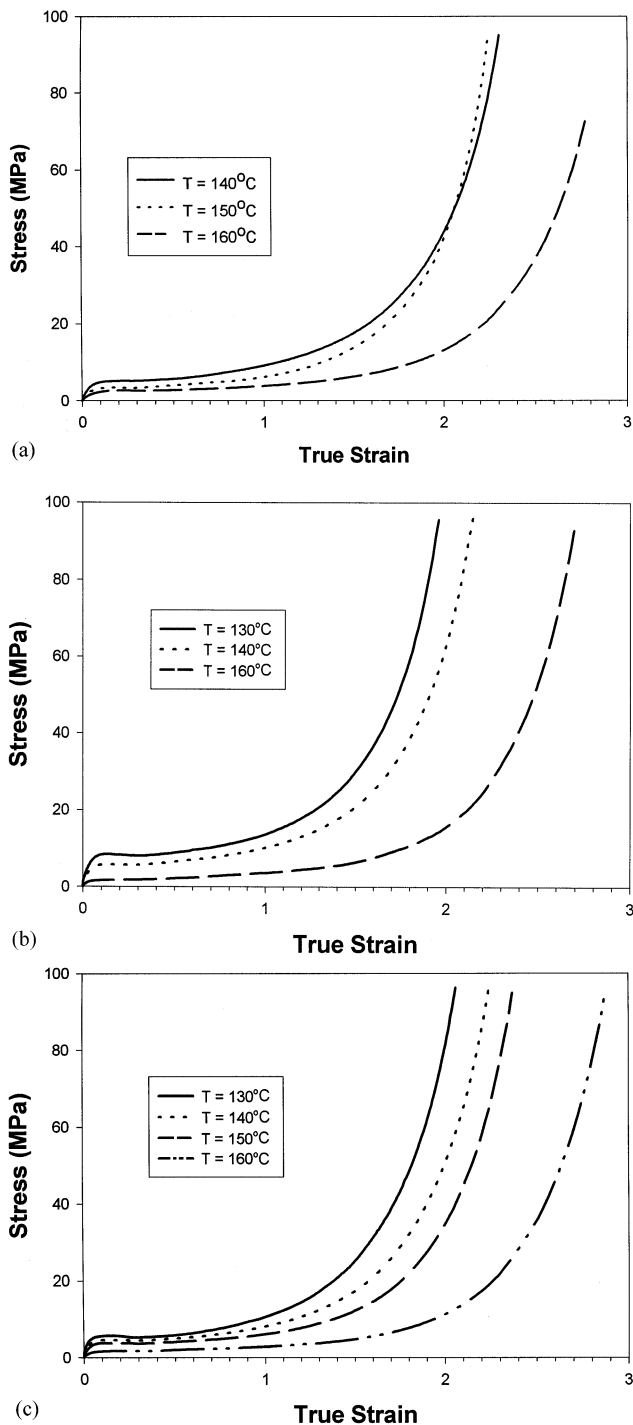 100
80
60
40
20
0
Stress (MPa)
T = 140°C
T = 150°C
T = 160°C
0 1 2 3
True Strain
(a)
100
80
60
40
20
0
Stress (MPa)
T = 130°C
T = 140°C
T = 160°C
0 1 2 3
True Strain
(b)
100
80
60
40
20
0
Stress (MPa)
T = 130°C
T = 140°C
T = 150°C
T = 160°C
0 1 2 3
True Strain
(c)